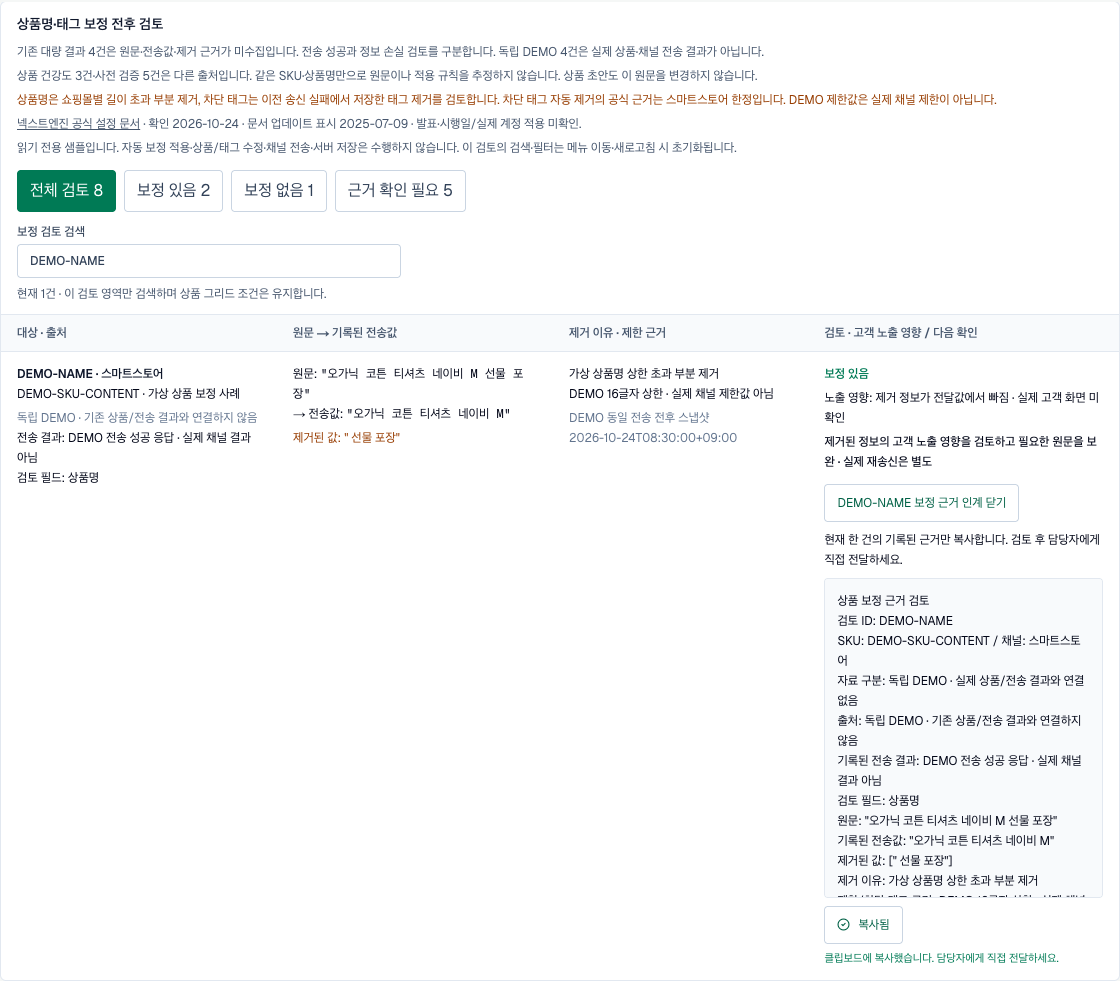 상품명·태그 보정 전후 검토
기존 대량 결과 4건은 원문·전송값·제거 근거가 미수집입니다. 전송 성공과 정보 손실 검토를 구분합니다. 독립 DEMO 4건은 실제 상품·채널 전송 결과가 아닙니다.
상품 건강도 3건·사전 검증 5건은 다른 출처입니다. 같은 SKU·상품명만으로 원문이나 적용 규칙을 추정하지 않습니다. 상품 초안도 이 원문을 변경하지 않습니다.
상품명은 쇼핑몰별 길이 초과 부분 제거, 차단 태그는 이전 송신 실패에서 저장한 태그 제거를 검토합니다. 차단 태그 자동 제거의 공식 근거는 스마트스토어 한정입니다. DEMO 제한값은 실제 채널 제한이 아닙니다.
넥스트엔진 공식 설정 문서 · 확인 2026-10-24 · 문서 업데이트 표시 2025-07-09 · 발표·시행일/실제 계정 적용 미확인.
읽기 전용 샘플입니다. 자동 보정 적용·상품/태그 수정·채널 전송·서버 저장은 수행하지 않습니다. 이 검토의 검색·필터는 메뉴 이동·새로고침 시 초기화됩니다.
전체 검토 8
보정 있음 2
보정 없음 1
근거 확인 필요 5
보정 검토 검색
DEMO-NAME
현재 1건 · 이 검토 영역만 검색하며 상품 그리드 조건은 유지합니다.
대상 · 출처
원문 → 기록된 전송값
제거 이유 · 제한 근거
검토 · 고객 노출 영향 / 다음 확인
DEMO-NAME · 스마트스토어
DEMO-SKU-CONTENT · 가상 상품 보정 사례
독립 DEMO · 기존 상품/전송 결과와 연결하지 않음
전송 결과: DEMO 전송 성공 응답 · 실제 채널 결과
아님
검토 필드: 상품명
원문: "오가닉 코튼 티셔츠 네이비 M 선물 포
장"
→ 전송값: "오가닉 코튼 티셔츠 네이비 M"
제거된 값: " 선물 포장"
가상 상품명 상한 초과 부분 제거
DEMO 16글자 상한 · 실제 채널 제한값 아님
DEMO 동일 전송 전후 스냅샷
2026-10-24T08:30:00+09:00
보정 있음
노출 영향: 제거 정보가 전달값에서 빠짐 · 실제 고객 화면 미
확인
제거된 정보의 고객 노출 영향을 검토하고 필요한 원문을 보
완 · 실제 재송신은 별도
DEMO-NAME 보정 근거 인계 닫기
현재 한 건의 기록된 근거만 복사합니다. 검토 후 담당자에게
직접 전달하세요.
상품 보정 근거 검토
검토 ID: DEMO-NAME
SKU: DEMO-SKU-CONTENT / 채널: 스마트스토
어
자료 구분: 독립 DEMO · 실제 상품/전송 결과와 연결
없음
출처: 독립 DEMO · 기존 상품/전송 결과와 연결하지
않음
기록된 전송 결과: DEMO 전송 성공 응답 · 실제 채널
결과 아님
검토 필드: 상품명
원문: "오가닉 코튼 티셔츠 네이비 M 선물 포장"
기록된 전송값: "오가닉 코튼 티셔츠 네이비 M"
제거된 값: [" 선물 포장"]
제거 이유: 가상 상품명 상한 초과 부분 제거
복사됨
클립보드에 복사했습니다. 담당자에게 직접 전달하세요.